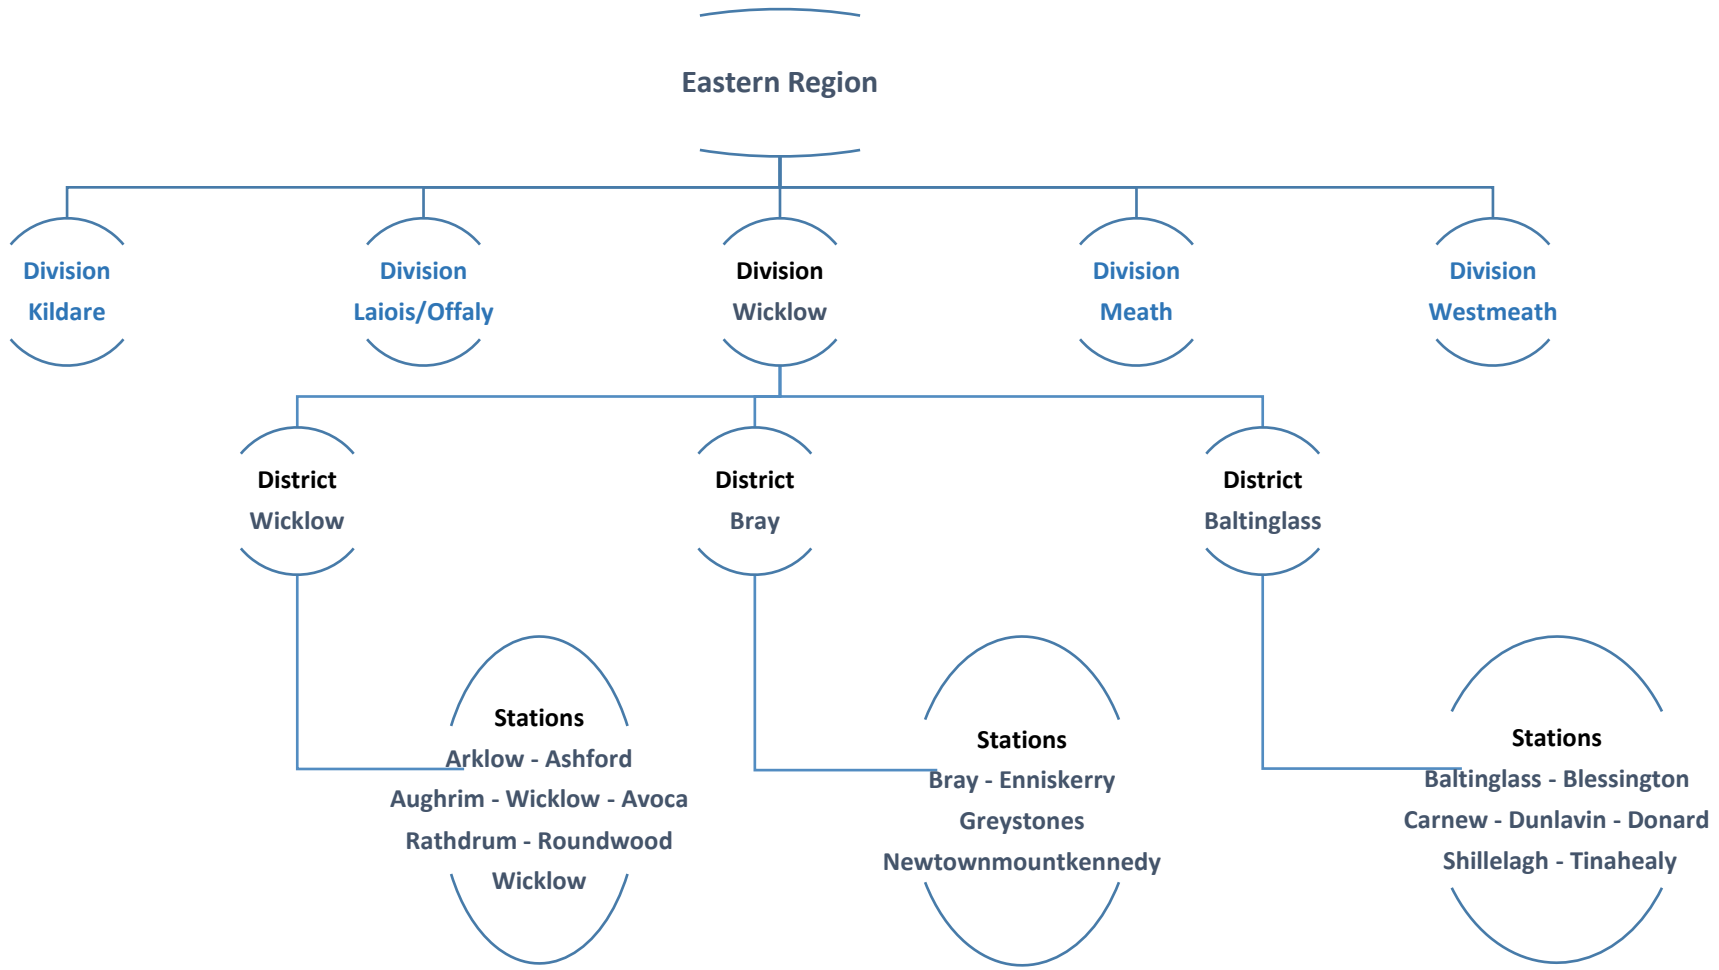 Eastern Region
Division
Kildare
Division
Laiois/Offaly
Division
Wicklow
Division
Meath
Division
Westmeath
District
Wicklow
District
Bray
District
Baltinglass
Stations
Arklow - Ashford
Aughrim - Wicklow - Avoca
Rathdrum - Roundwood
Wicklow
Stations
Bray - Enniskerry
Greystones
Newtownmountkennedy
Stations
Baltinglass - Blessington
Carnew - Dunlavin - Donard
Shillelagh - Tinahealy